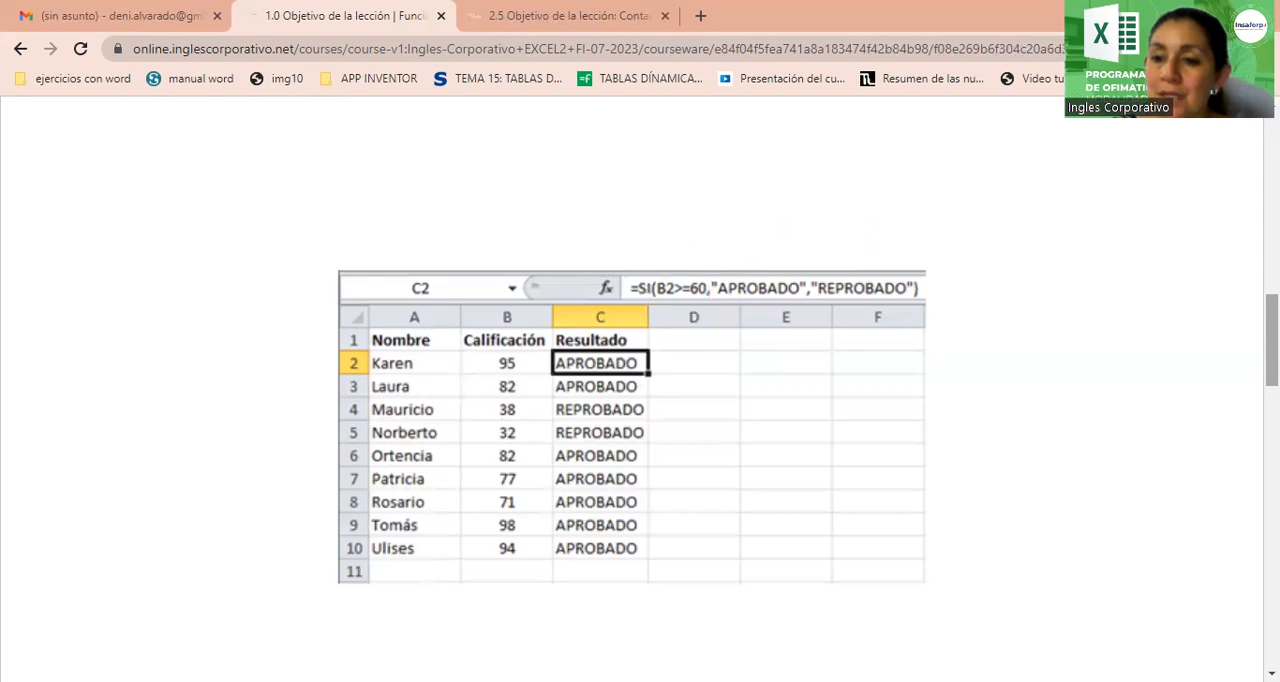 (sin asunto) - deni.alvarado@gm
1.0 Objetivo de la lección | Funci
2.5 Objetivo de la lección: Conta
online.inglescorporativo.net/courses/course-v1:Ingles-Corporativo+EXCEL2+FI-07-2023/courseware/e84f04f5fea741a8a183474f42b84b98/f08e269b6f304c20a6d3
ejercicios con word
manual word
img10
APP INVENTOR
TEMA 15: TABLAS D...
TABLAS DÍNAMICA...
Presentación del cu...
Resumen de las nu...
Video tu
X
Insaforp
PROGRAMA
DE OFIMATI
Ingles Corporativo
C2 fx =SI(B2>=60,"APROBADO","REPROBADO")
A B C D E F
1 Nombre Calificación Resultado
2 Karen 95 APROBADO
3 Laura 82 APROBADO
4 Mauricio 38 REPROBADO
5 Norberto 32 REPROBADO
6 Ortencia 82 APROBADO
7 Patricia 77 APROBADO
8 Rosario 71 APROBADO
9 Tomás 98 APROBADO
10 Ulises 94 APROBADO
11